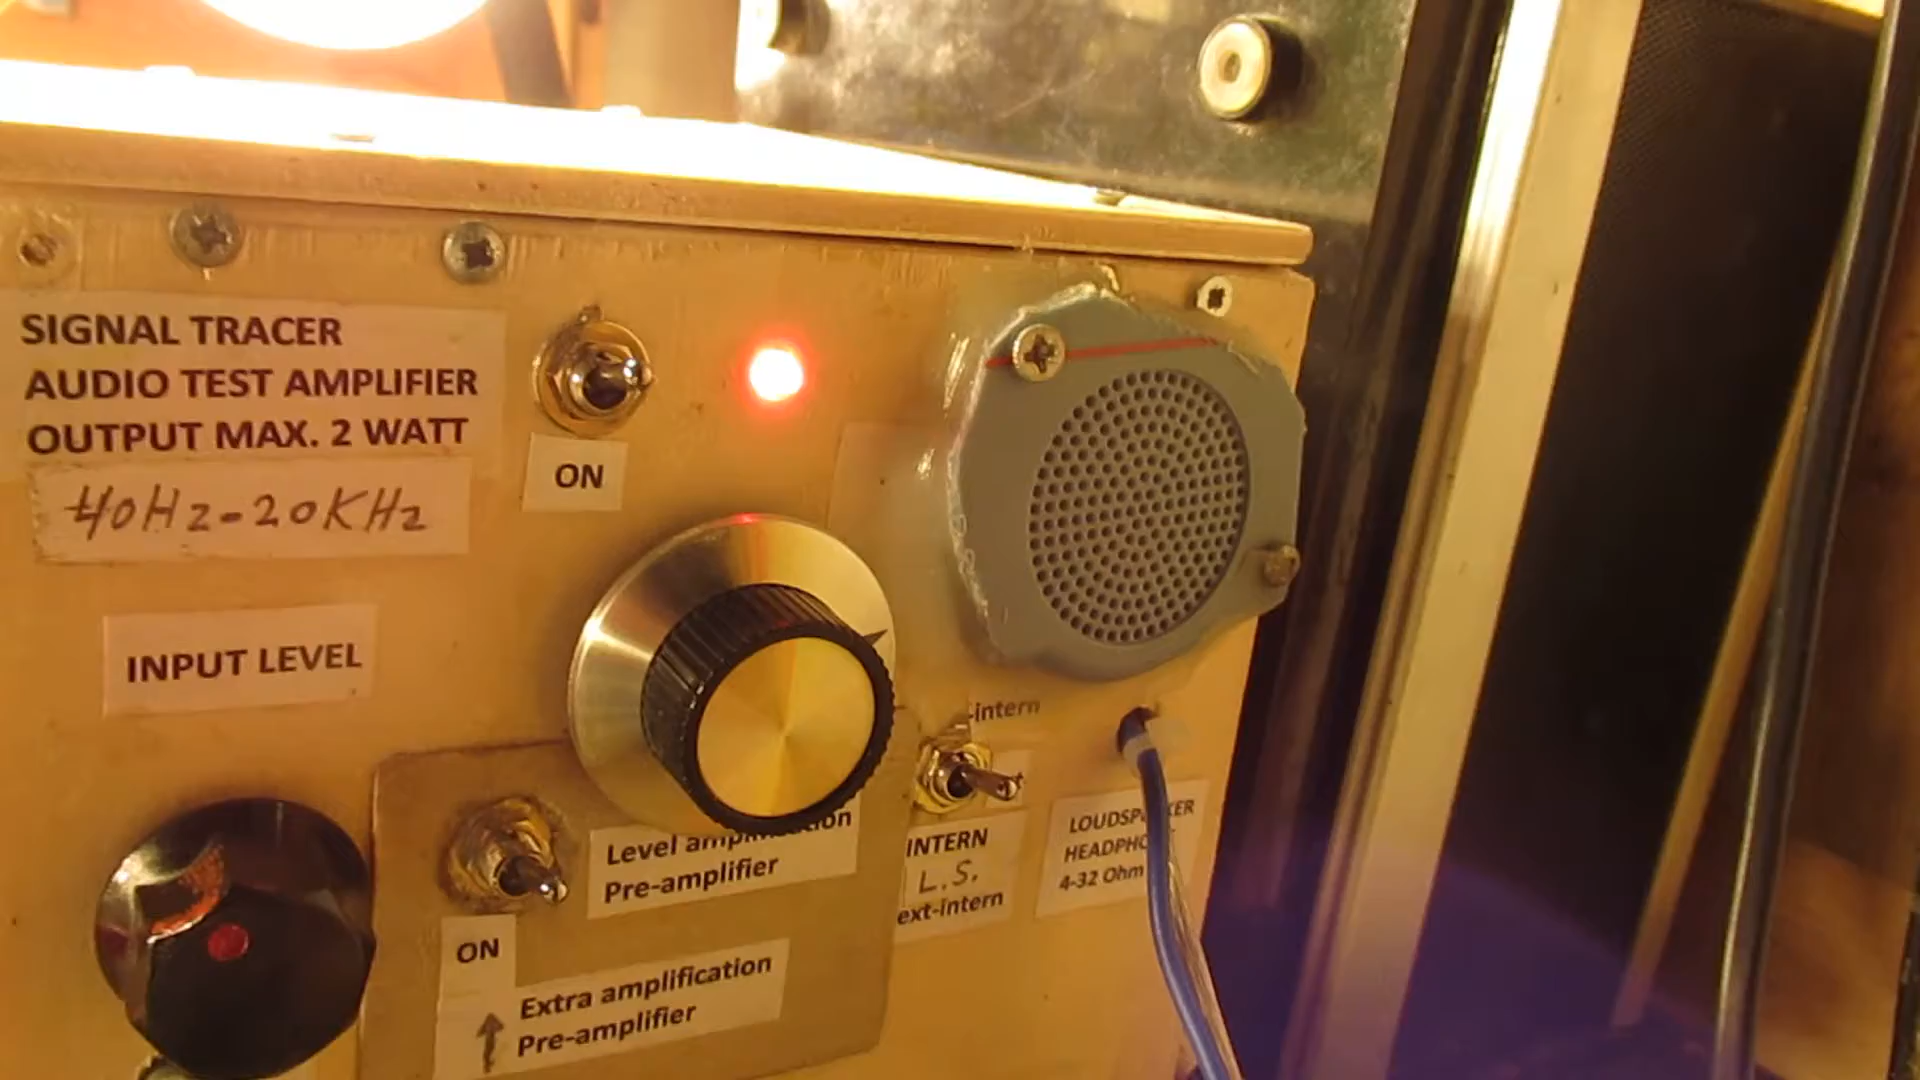 SIGNAL TRACER
AUDIO TEST AMPLIFIER
OUTPUT MAX. 2 WATT
40Hz-20KHz
ON
INPUT LEVEL
-intern
Level
Pre-amplifier
INTERN
L.S.
ext-intern
4-32 Ohm
ON
Extra amplification
Pre-amplifier